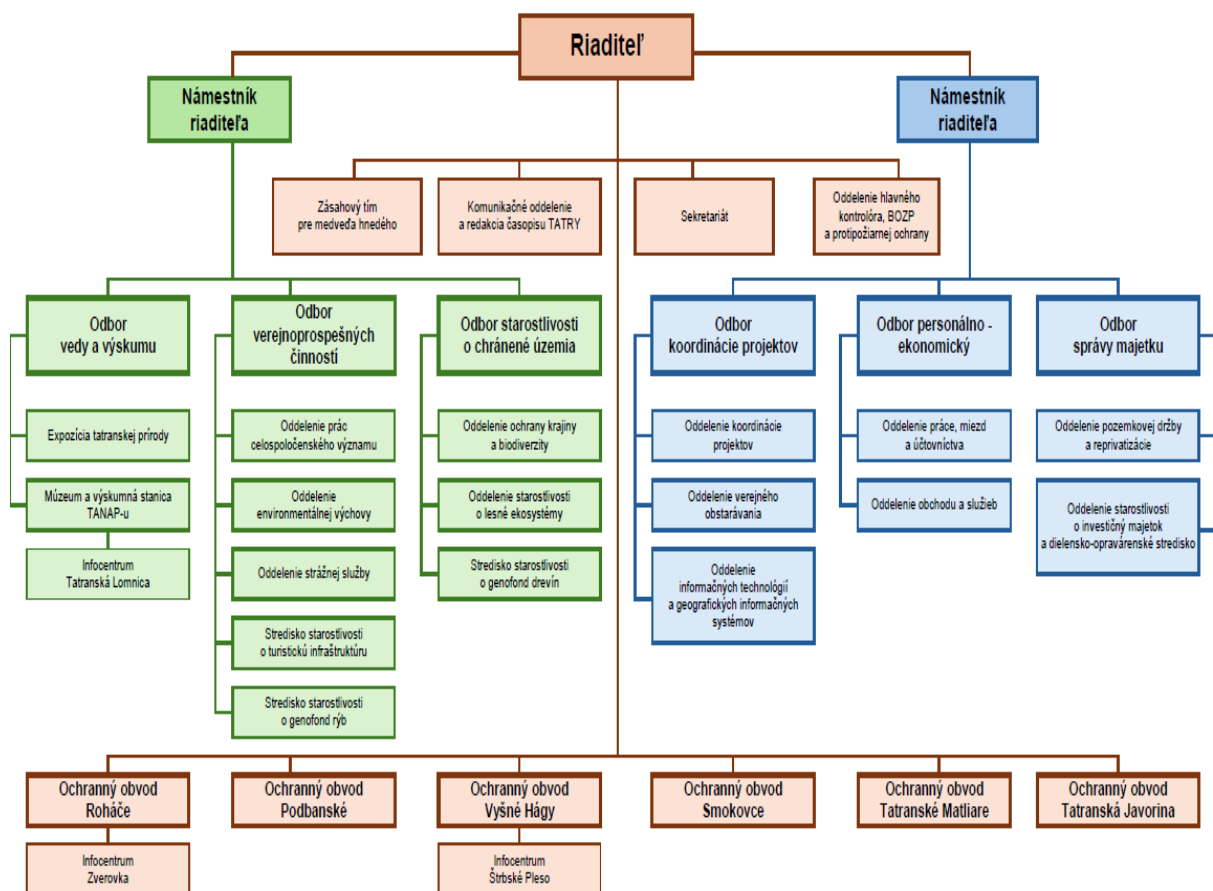 Riaditeľ
Námestník
riaditeľa
Námestník
riaditeľa
Zásahový tím
pre medveďa hnedého
Komunikačné oddelenie
a redakcia časopisu TATRY
Sekretariát
Oddelenie hlavného
kontrolóra, BOZP
a protipožiarnej ochrany
Odbor
vedy a výskumu
Odbor
verejnoprospešných
činností
Odbor starostlivosti
o chránené územia
Odbor
koordinácie projektov
Odbor personálno -
ekonomický
Odbor
správy majetku
Expozícia tatranskej prírody
Oddelenie prác
celospoločenského významu
Oddelenie ochrany krajiny
a biodiverzity
Oddelenie koordinácie
projektov
Oddelenie práce, miezd
a účtovníctva
Oddelenie pozemkovej držby
a reprivatizácie
Múzeum a výskumná stanica
TANAP-u
Oddelenie
environmentálnej výchovy
Oddelenie starostlivosti
o lesné ekosystémy
Oddelenie verejného
obstarávania
Oddelenie obchodu a služieb
Oddelenie starostlivosti
o investičný majetok
a dielensko-opravárenské stredisko
Infocentrum
Tatranská Lomnica
Oddelenie strážnej služby
Stredisko starostlivosti
o genofond drevín
Oddelenie
informačných technológií
a geografických informačných
systémov
Stredisko starostlivosti
o turistickú infraštruktúru
Stredisko starostlivosti
o genofond rýb
Ochranný obvod
Roháče
Ochranný obvod
Podbanské
Ochranný obvod
Vyšné Hágy
Ochranný obvod
Smokovce
Ochranný obvod
Tatranské Matliare
Ochranný obvod
Tatranská Javorina
Infocentrum
Zverovka
Infocentrum
Štrbské Pleso